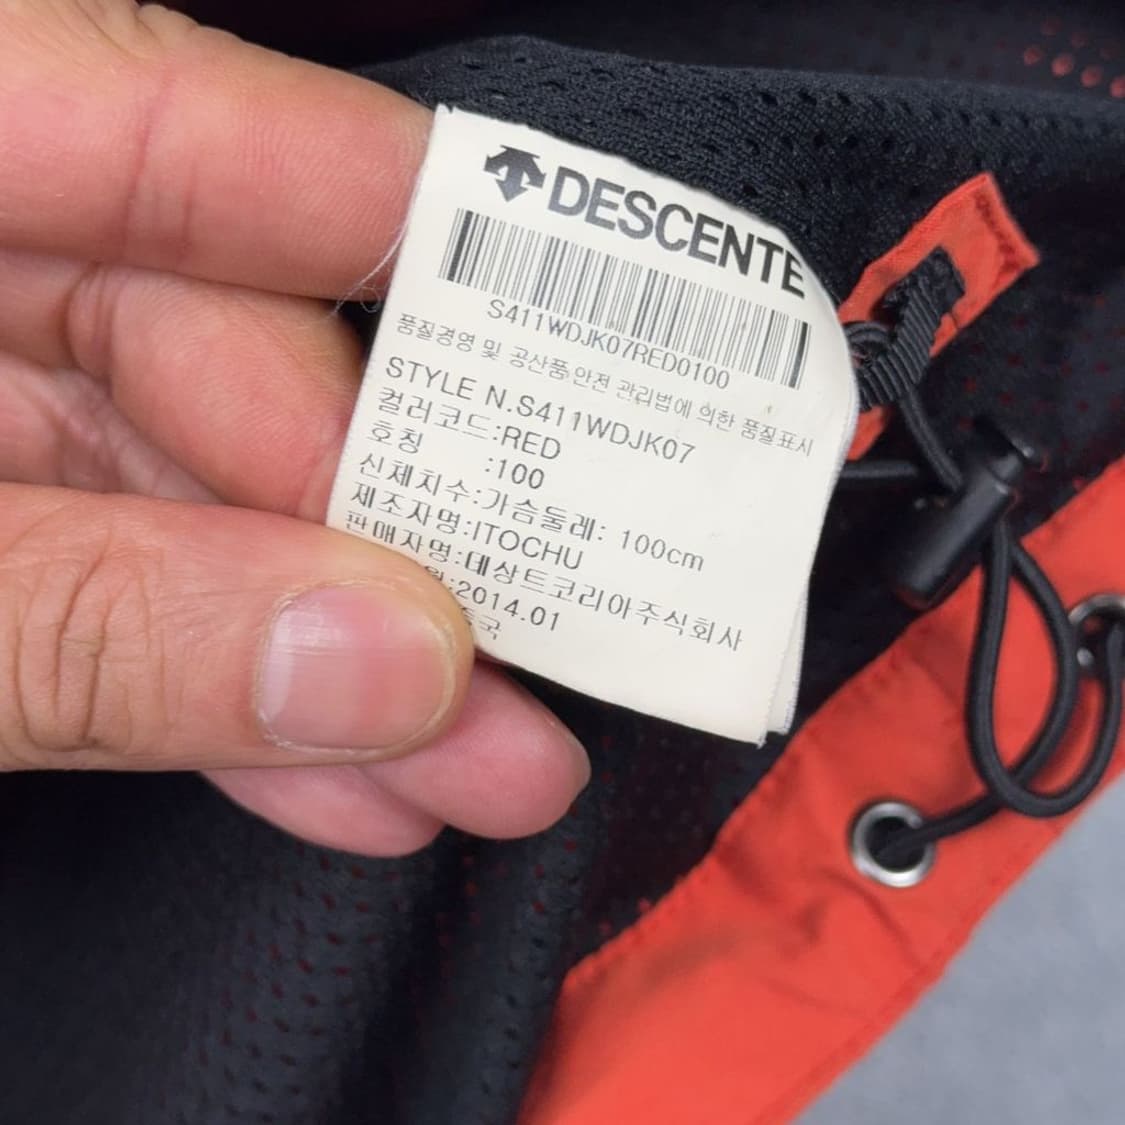 DESCENTE
S411WDJK07RED0100
품질경영 및 공산품 안전 관리법에 의한 품질표시
STYLE N.S411WDJK07
컬러코드:RED
호칭 :100
신체치수:가슴둘레: 100cm
제조자명:ITOCHU
판매자명:데상트코리아주식회사
:2014.01
중국